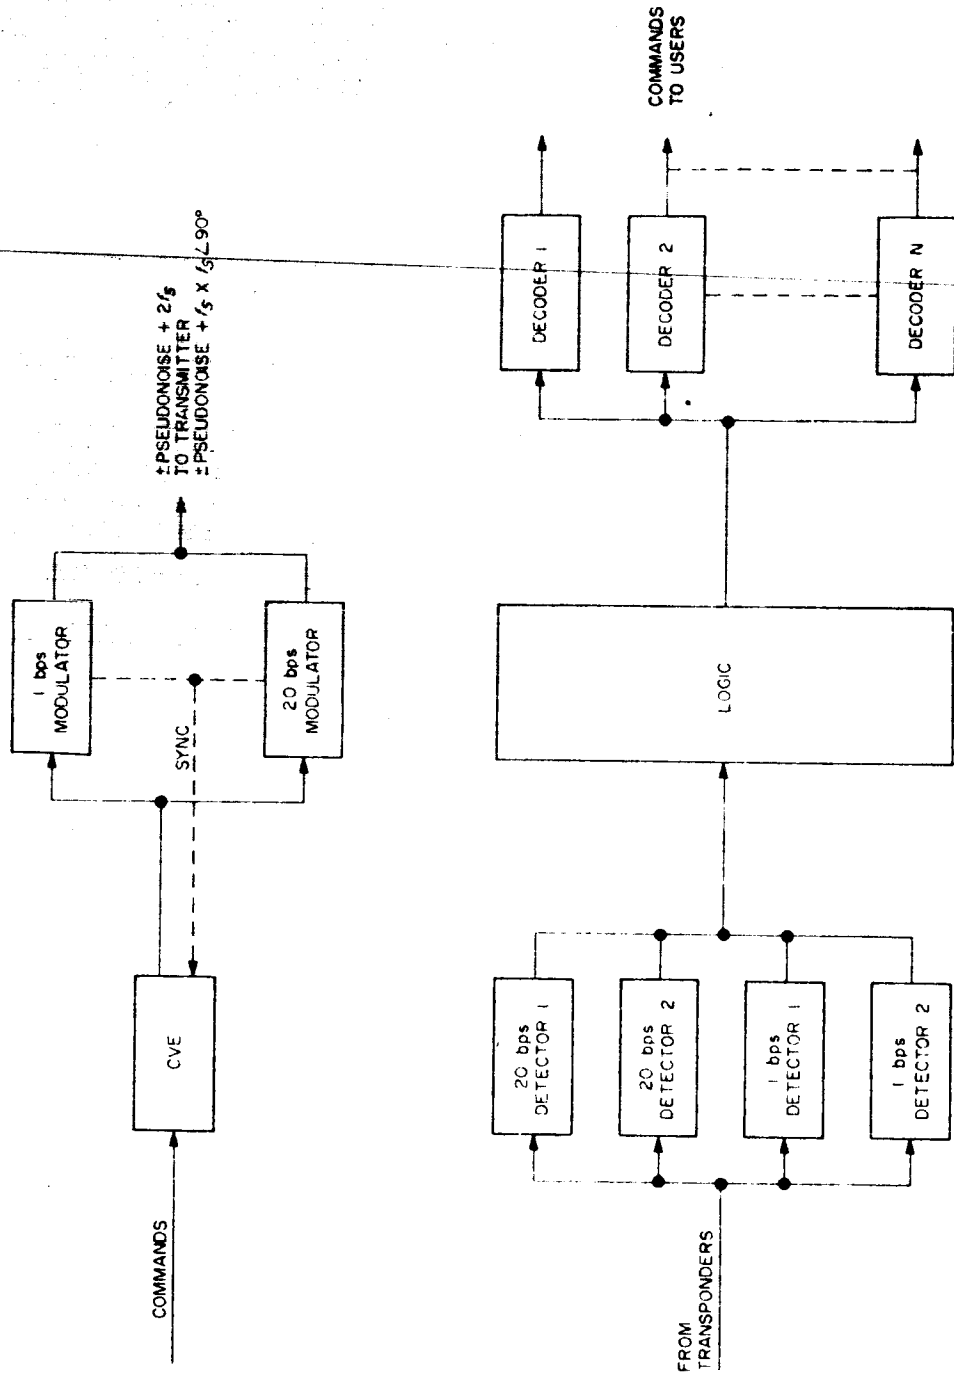 COMMANDS
CVE
SYNC
1 bps
MODULATOR
20 bps
MODULATOR
±PSEUDONOISE + 2fs
TO TRANSMITTER
±PSEUDONOISE + fs X fs∠90°
FROM
TRANSPONDERS
20 bps
DETECTOR 1
20 bps
DETECTOR 2
1 bps
DETECTOR 1
1 bps
DETECTOR 2
LOGIC
DECODER 1
DECODER 2
DECODER N
COMMANDS
TO USERS